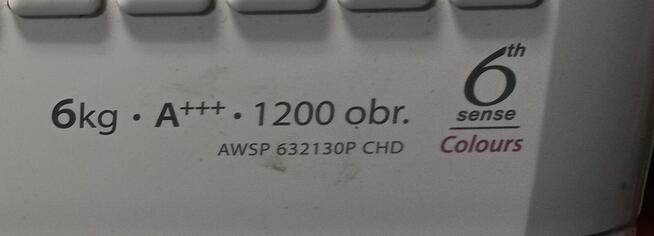 6kg • A+++ • 1200 obr.
AWSP 632130P CHD
6th
sense
Colours